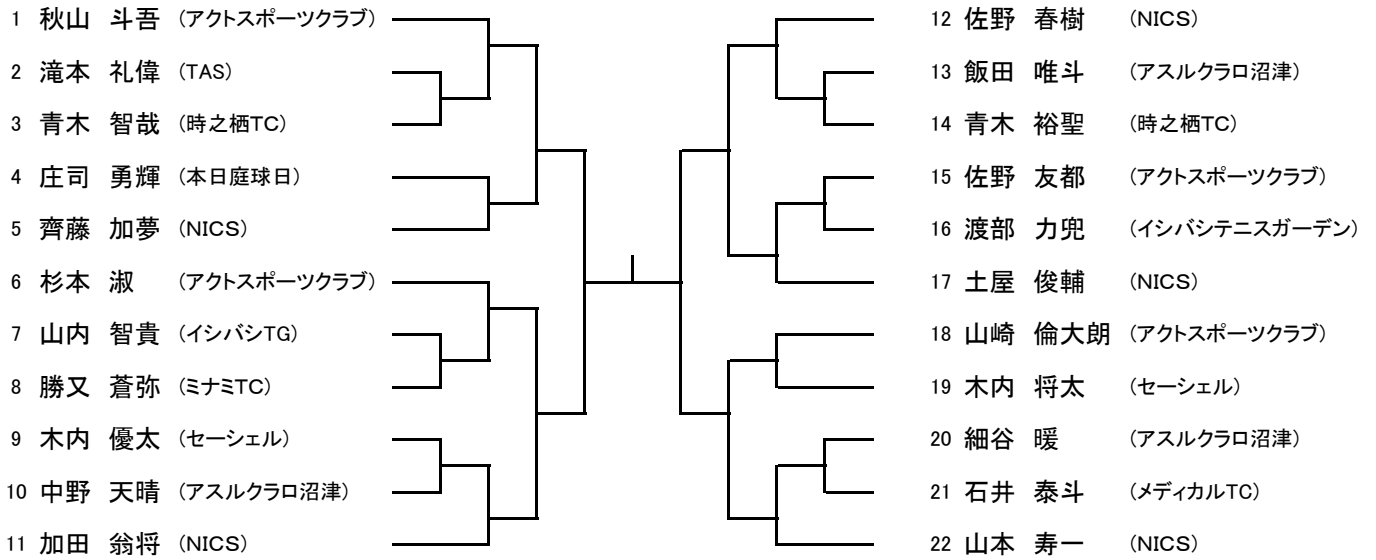 1 秋山 斗吾 (アクトスポーツクラブ)
2 滝本 礼偉 (TAS)
3 青木 智哉 (時之栖TC)
4 庄司 勇輝 (本日庭球日)
5 齊藤 加夢 (NICS)
6 杉本 淑 (アクトスポーツクラブ)
7 山内 智貴 (イシバシTG)
8 勝又 蒼弥 (ミナミTC)
9 木内 優太 (セーシェル)
10 中野 天晴 (アスルクラロ沼津)
11 加田 翁将 (NICS)
12 佐野 春樹 (NICS)
13 飯田 唯斗 (アスルクラロ沼津)
14 青木 裕聖 (時之栖TC)
15 佐野 友都 (アクトスポーツクラブ)
16 渡部 力兜 (イシバシテニスガーデン)
17 土屋 俊輔 (NICS)
18 山崎 倫大朗 (アクトスポーツクラブ)
19 木内 将太 (セーシェル)
20 細谷 暖 (アスルクラロ沼津)
21 石井 泰斗 (メディカルTC)
22 山本 寿一 (NICS)